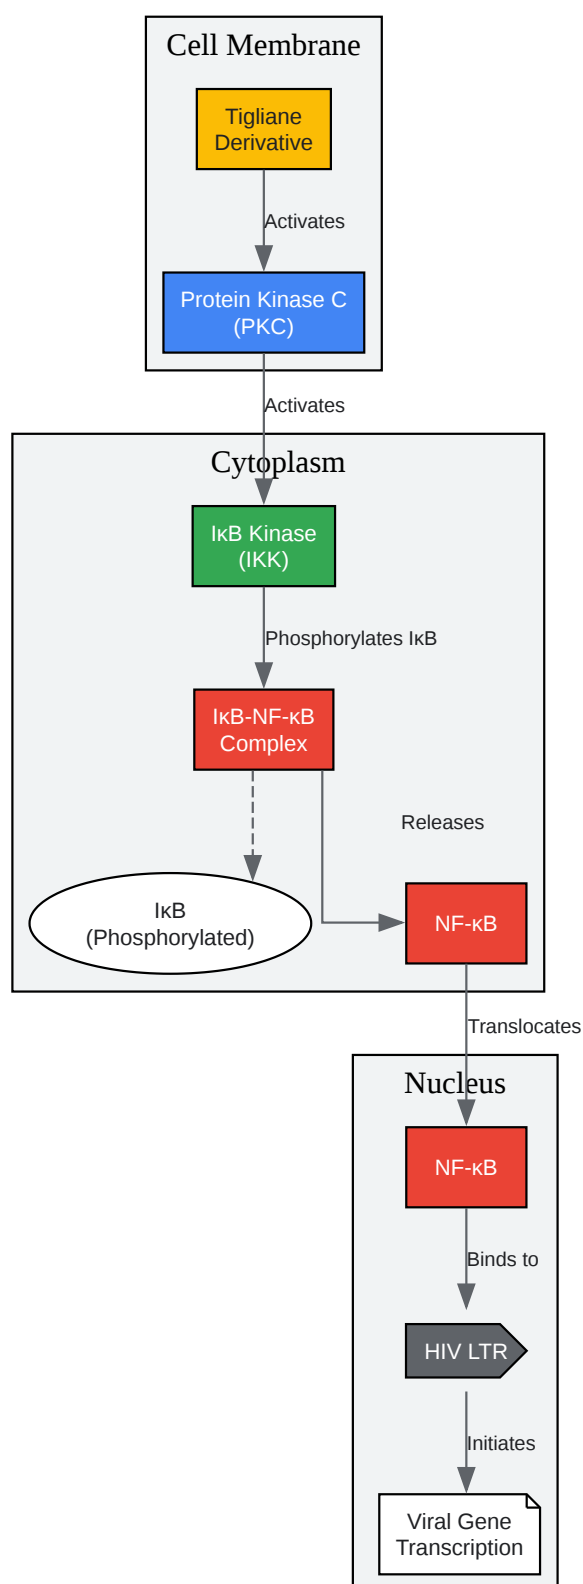 Cell Membrane
Tigliane
Derivative
Activates
Protein Kinase C
(PKC)
Activates
Cytoplasm
IκB Kinase
(IKK)
Phosphorylates IκB
IκB-NF-κB
Complex
Releases
IκB
(Phosphorylated)
NF-κB
Translocates
Nucleus
NF-κB
Binds to
HIV LTR
Initiates
Viral Gene
Transcription